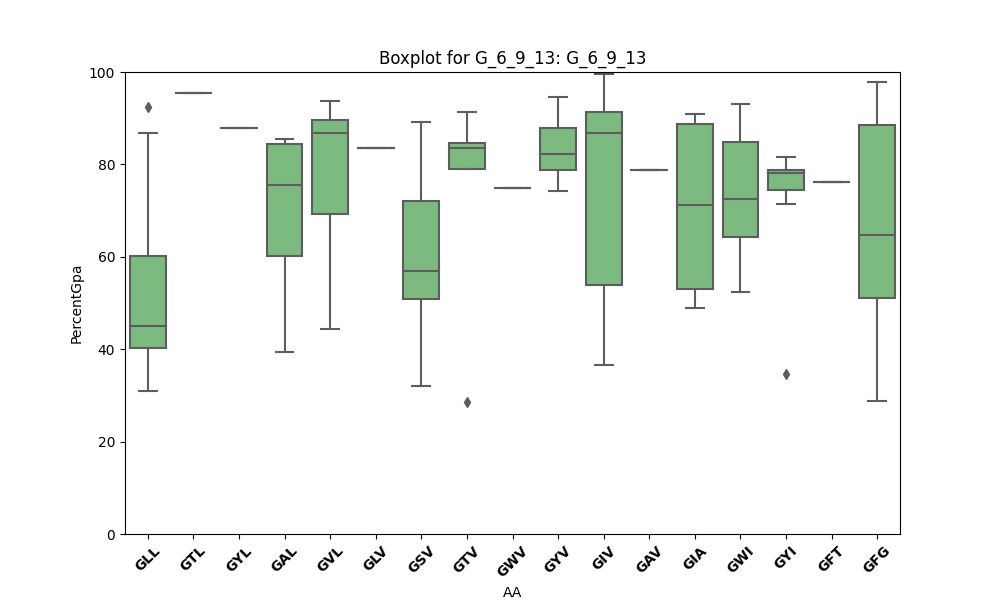 Boxplot for G_6_9_13: G_6_9_13
PercentGpa
100
80
60
40
20
0
GLL GTL GYL GAL GVL GLV GSV GTV GWV GYV GIV GAV GIA GWI GYI GFT GFG
AA